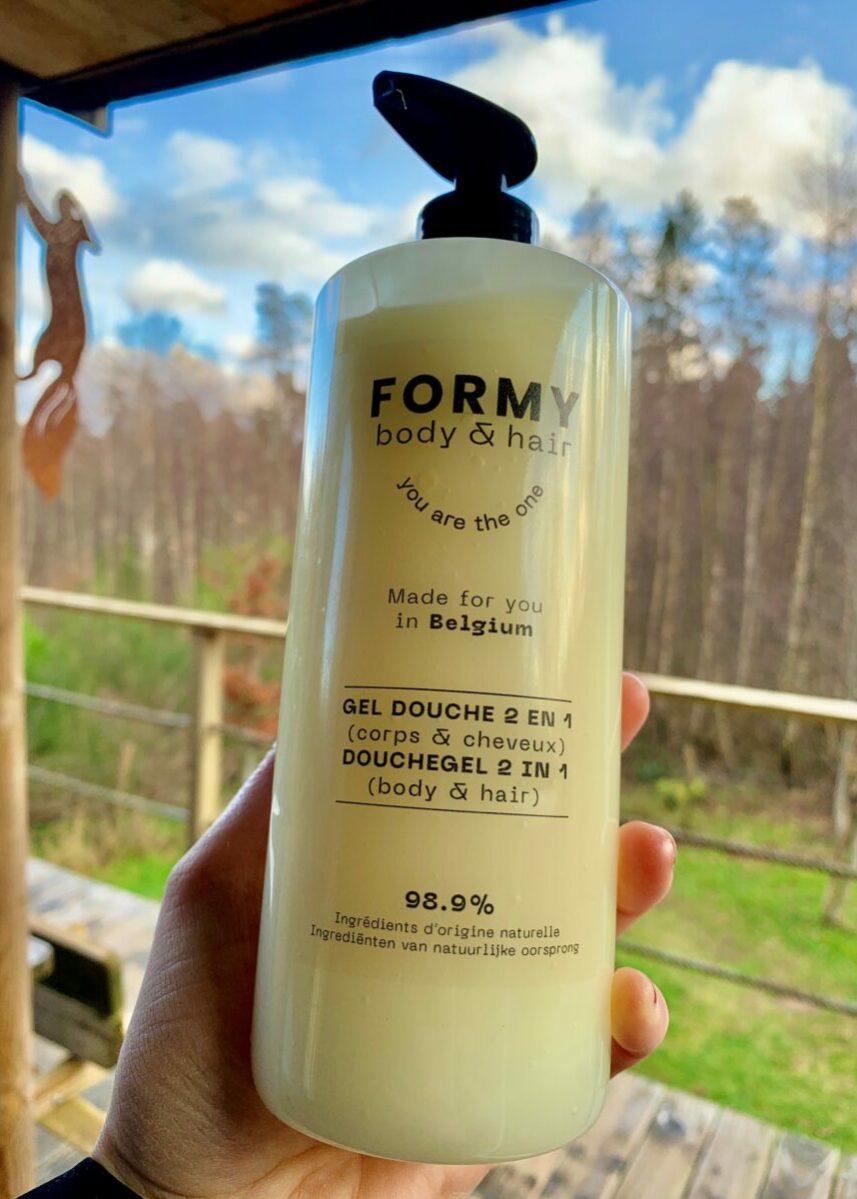 FORMY
body & hair
you are the one
Made for you
in Belgium
GEL DOUCHE 2 EN 1
(corps & cheveux)
DOUCHEGEL 2 IN 1
(body & hair)
98.9%
Ingrédients d'origine naturelle
Ingrediënten van natuurlijke oorsprong